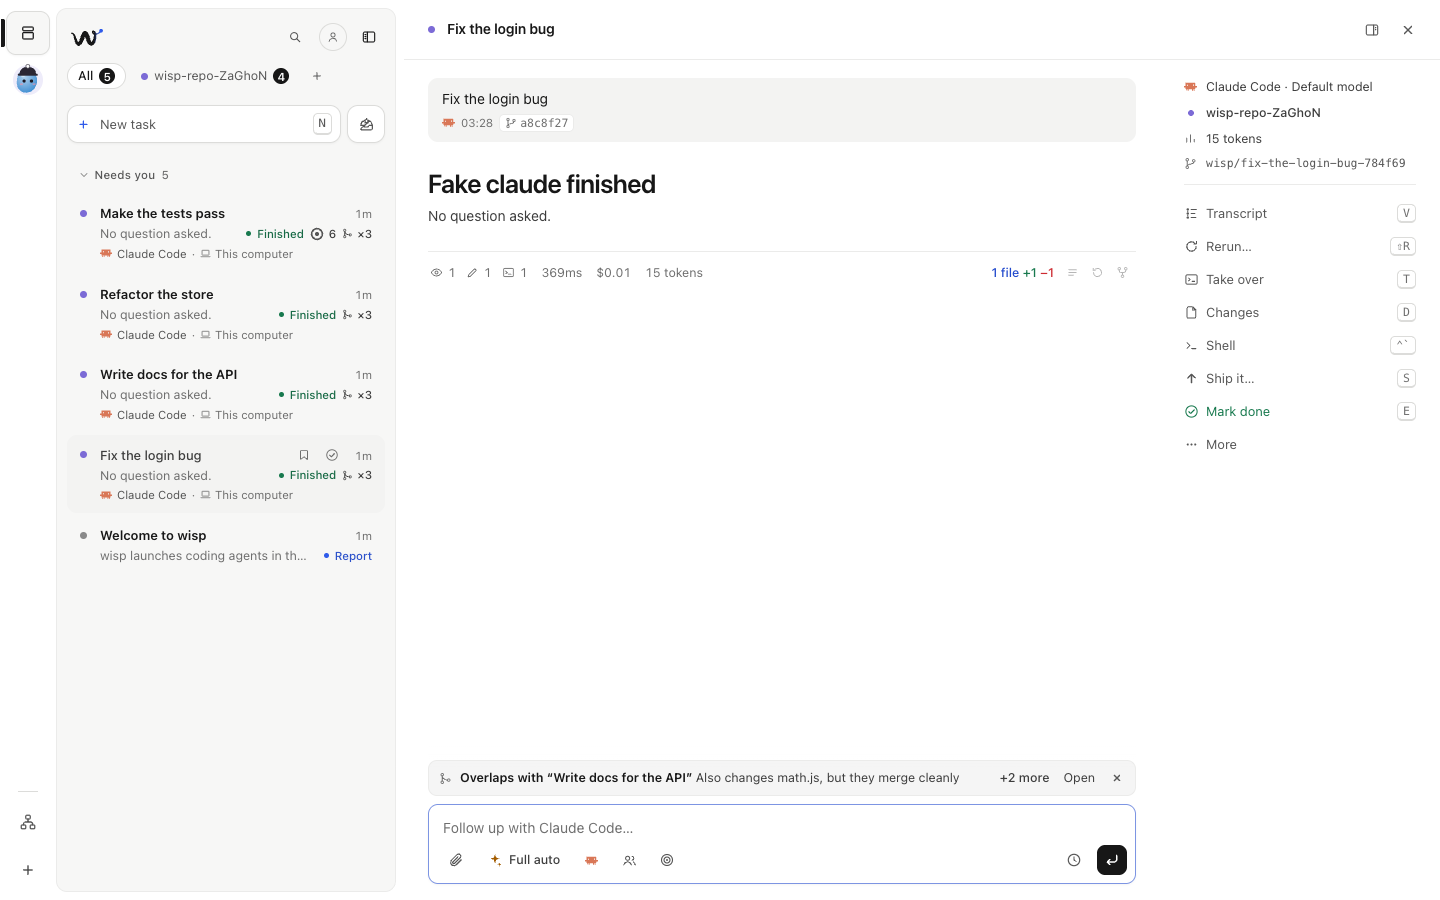 Fix the login bug
All 5
wisp-repo-ZaGhoN 4
New task N
Needs you 5
Make the tests pass 1m
No question asked. Finished 6 ×3
Claude Code · This computer
Refactor the store 1m
No question asked. Finished ×3
Claude Code · This computer
Write docs for the API 1m
No question asked. Finished ×3
Claude Code · This computer
Fix the login bug 1m
No question asked. Finished ×3
Claude Code · This computer
Welcome to wisp 1m
wisp launches coding agents in th... Report
Fix the login bug
03:28 a8c8f27
Fake claude finished
No question asked.
1 1 1 369ms $0.01 15 tokens 1 file +1 −1
Overlaps with “Write docs for the API” Also changes math.js, but they merge cleanly +2 more Open
Follow up with Claude Code...
Full auto
Claude Code · Default model
wisp-repo-ZaGhoN
15 tokens
wisp/fix-the-login-bug-784f69
Transcript V
Rerun... ⇧R
Take over T
Changes D
Shell ⌃`
Ship it... S
Mark done E
More